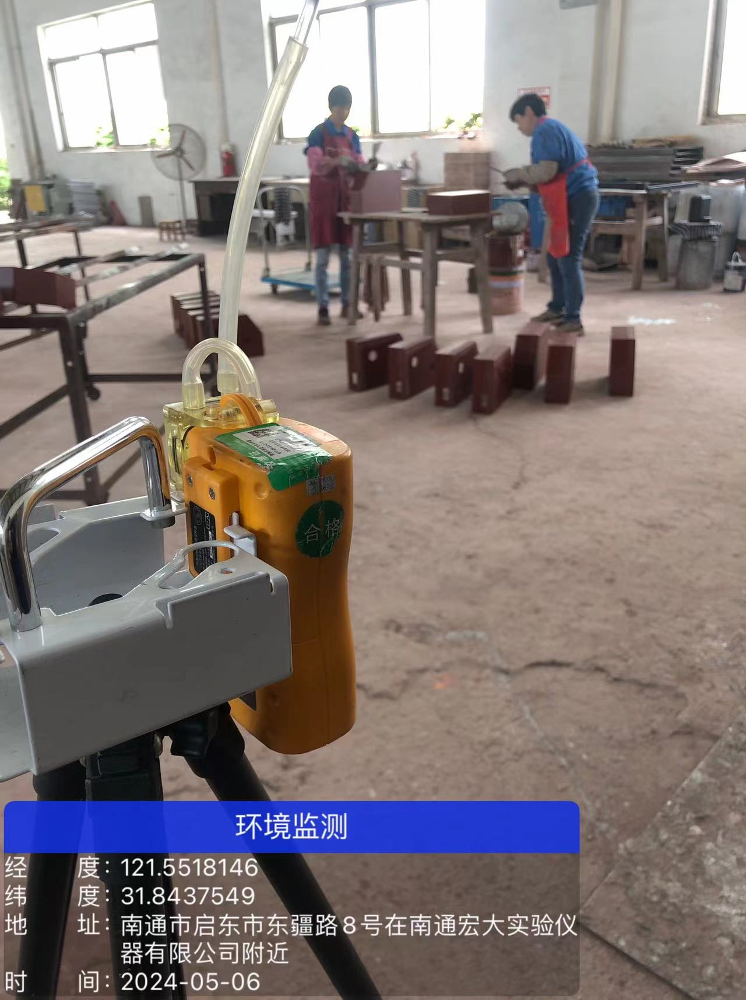 合格
环境监测
经 度：121.5518146
纬 度：31.8437549
地 址：南通市启东市东疆路8号在南通宏大实验仪
器有限公司附近
时 间：2024-05-06